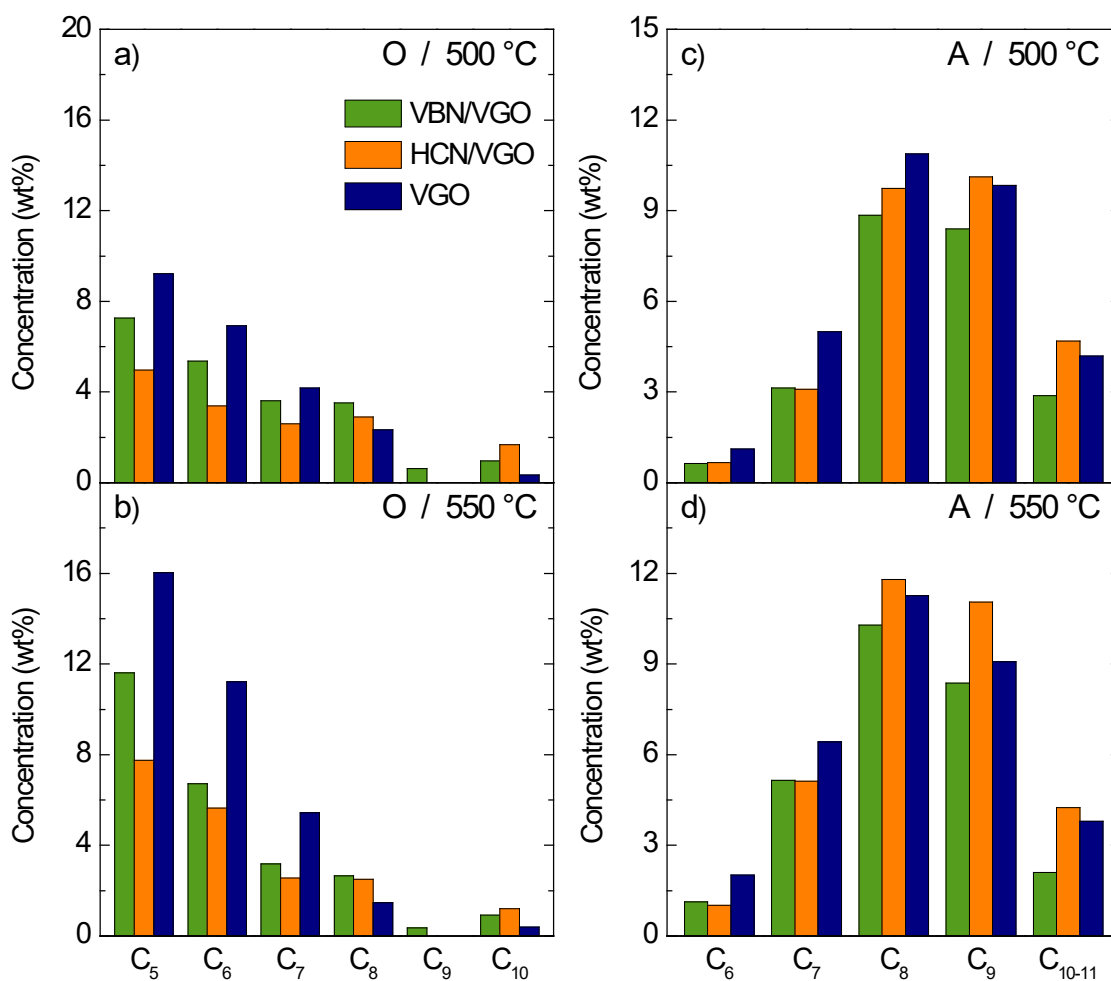 a) O / 500 °C
VBN/VGO
HCN/VGO
VGO
Concentration (wt%)
20
16
12
8
4
0
c) A / 500 °C
Concentration (wt%)
15
12
9
6
3
0
b) O / 550 °C
Concentration (wt%)
16
12
8
4
0
C5 C6 C7 C8 C9 C10
d) A / 550 °C
Concentration (wt%)
12
9
6
3
0
C6 C7 C8 C9 C10-11